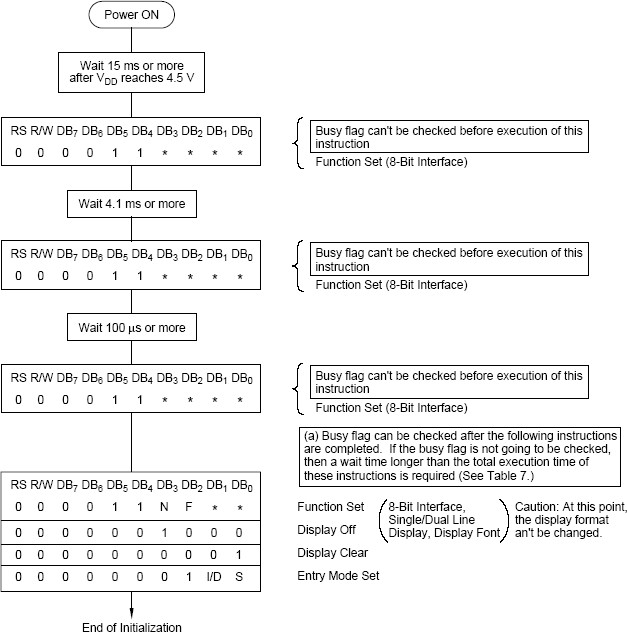 Power ON
Wait 15 ms or more
after VDD reaches 4.5 V
RS R/W DB7 DB6 DB5 DB4 DB3 DB2 DB1 DB0
0 0 0 0 1 1 * * * *
Busy flag can't be checked before execution of this
instruction
Function Set (8-Bit Interface)
Wait 4.1 ms or more
RS R/W DB7 DB6 DB5 DB4 DB3 DB2 DB1 DB0
0 0 0 0 1 1 * * * *
Busy flag can't be checked before execution of this
instruction
Function Set (8-Bit Interface)
Wait 100 μs or more
RS R/W DB7 DB6 DB5 DB4 DB3 DB2 DB1 DB0
0 0 0 0 1 1 * * * *
Busy flag can't be checked before execution of this
instruction
Function Set (8-Bit Interface)
(a) Busy flag can be checked after the following instructions
are completed. If the busy flag is not going to be checked,
then a wait time longer than the total execution time of
these instructions is required (See Table 7.)
RS R/W DB7 DB6 DB5 DB4 DB3 DB2 DB1 DB0
0 0 0 0 1 1 N F * *
0 0 0 0 0 0 1 0 0 0
0 0 0 0 0 0 0 0 0 1
0 0 0 0 0 0 0 1 I/D S
Function Set
Display Off
Display Clear
Entry Mode Set
8-Bit Interface,
Single/Dual Line
Display, Display Font
Caution: At this point,
the display format
an't be changed.
End of Initialization